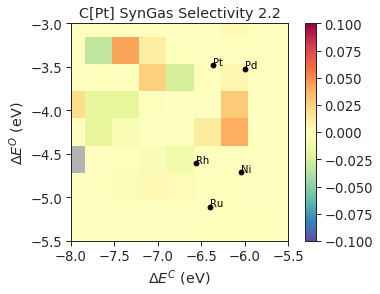 C[Pt] SynGas Selectivity 2.2
−3.0
−3.5
−4.0
−4.5
−5.0
−5.5
ΔE^O (eV)
Pt
Pd
Rh
Ni
Ru
−8.0 −7.5 −7.0 −6.5 −6.0 −5.5
ΔE^C (eV)
0.100
0.075
0.050
0.025
0.000
−0.025
−0.050
−0.075
−0.100